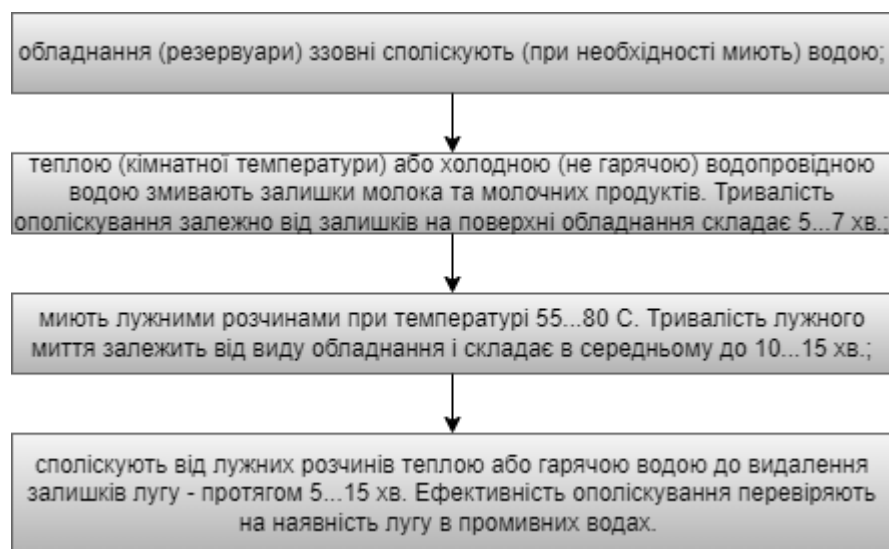 обладнання (резервуари) ззовні споліскують (при необхідності миють) водою;
теплою (кімнатної температури) або холодною (не гарячою) водопровідною
водою змивають залишки молока та молочних продуктів. Тривалість
ополіскування залежно від залишків на поверхні обладнання складає 5...7 хв.;
миють лужними розчинами при температурі 55...80 С. Тривалість лужного
миття залежить від виду обладнання і складає в середньому до 10...15 хв.;
споліскують від лужних розчинів теплою або гарячою водою до видалення
залишків лугу - протягом 5...15 хв. Ефективність ополіскування перевіряють
на наявність лугу в промивних водах.